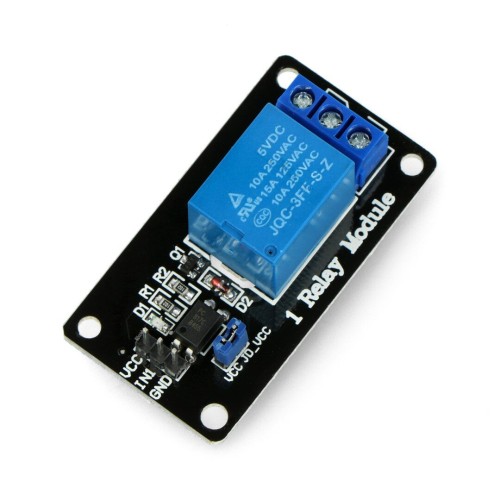 5VDC
10A 250VAC
15A 125VAC
10A 250VAC
JQC-3FF-S-Z
CQC
1 Relay Module
Q1
R2
R1
D1
D2
VCC
IN1
GND
VCC JD_VCC